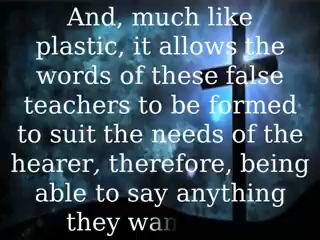 And, much like
plastic, it allows the
words of these false
teachers to be formed
to suit the needs of the
hearer, therefore, being
able to say anything
they wan